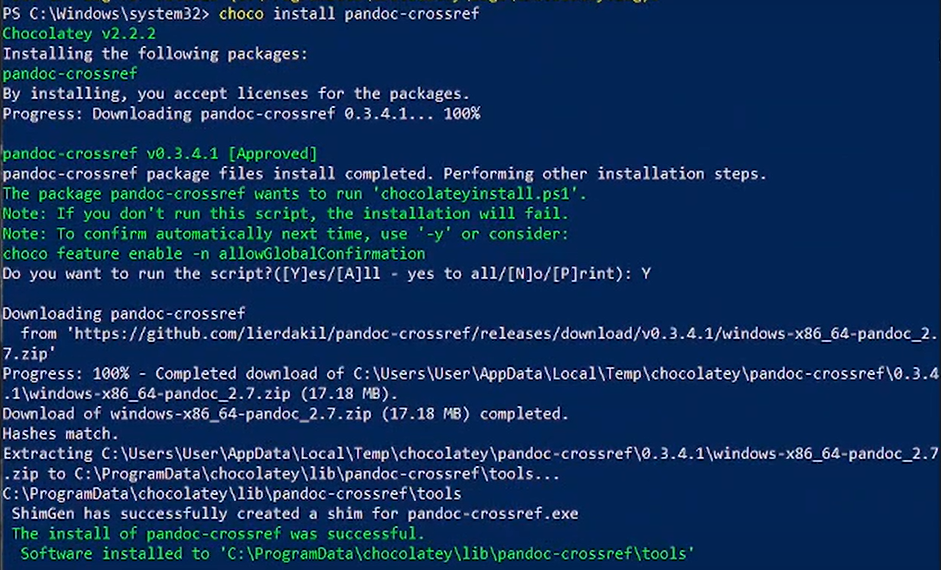 PS C:\Windows\system32> choco install pandoc-crossref
Chocolatey v2.2.2
Installing the following packages:
pandoc-crossref
By installing, you accept licenses for the packages.
Progress: Downloading pandoc-crossref 0.3.4.1... 100%
pandoc-crossref v0.3.4.1 [Approved]
pandoc-crossref package files install completed. Performing other installation steps.
The package pandoc-crossref wants to run 'chocolateyinstall.ps1'.
Note: If you don't run this script, the installation will fail.
Note: To confirm automatically next time, use '-y' or consider:
choco feature enable -n allowGlobalConfirmation
Do you want to run the script?([Y]es/[A]ll - yes to all/[N]o/[P]rint): Y
Downloading pandoc-crossref
from 'https://github.com/lierdakil/pandoc-crossref/releases/download/v0.3.4.1/windows-x86_64-pandoc_2.
7.zip'
Progress: 100% - Completed download of C:\Users\User\AppData\Local\Temp\chocolatey\pandoc-crossref\0.3.4
.1\windows-x86_64-pandoc_2.7.zip (17.18 MB).
Download of windows-x86_64-pandoc_2.7.zip (17.18 MB) completed.
Hashes match.
Extracting C:\Users\User\AppData\Local\Temp\chocolatey\pandoc-crossref\0.3.4.1\windows-x86_64-pandoc_2.7
.zip to C:\ProgramData\chocolatey\lib\pandoc-crossref\tools...
C:\ProgramData\chocolatey\lib\pandoc-crossref\tools
ShimGen has successfully created a shim for pandoc-crossref.exe
The install of pandoc-crossref was successful.
Software installed to 'C:\ProgramData\chocolatey\lib\pandoc-crossref\tools'